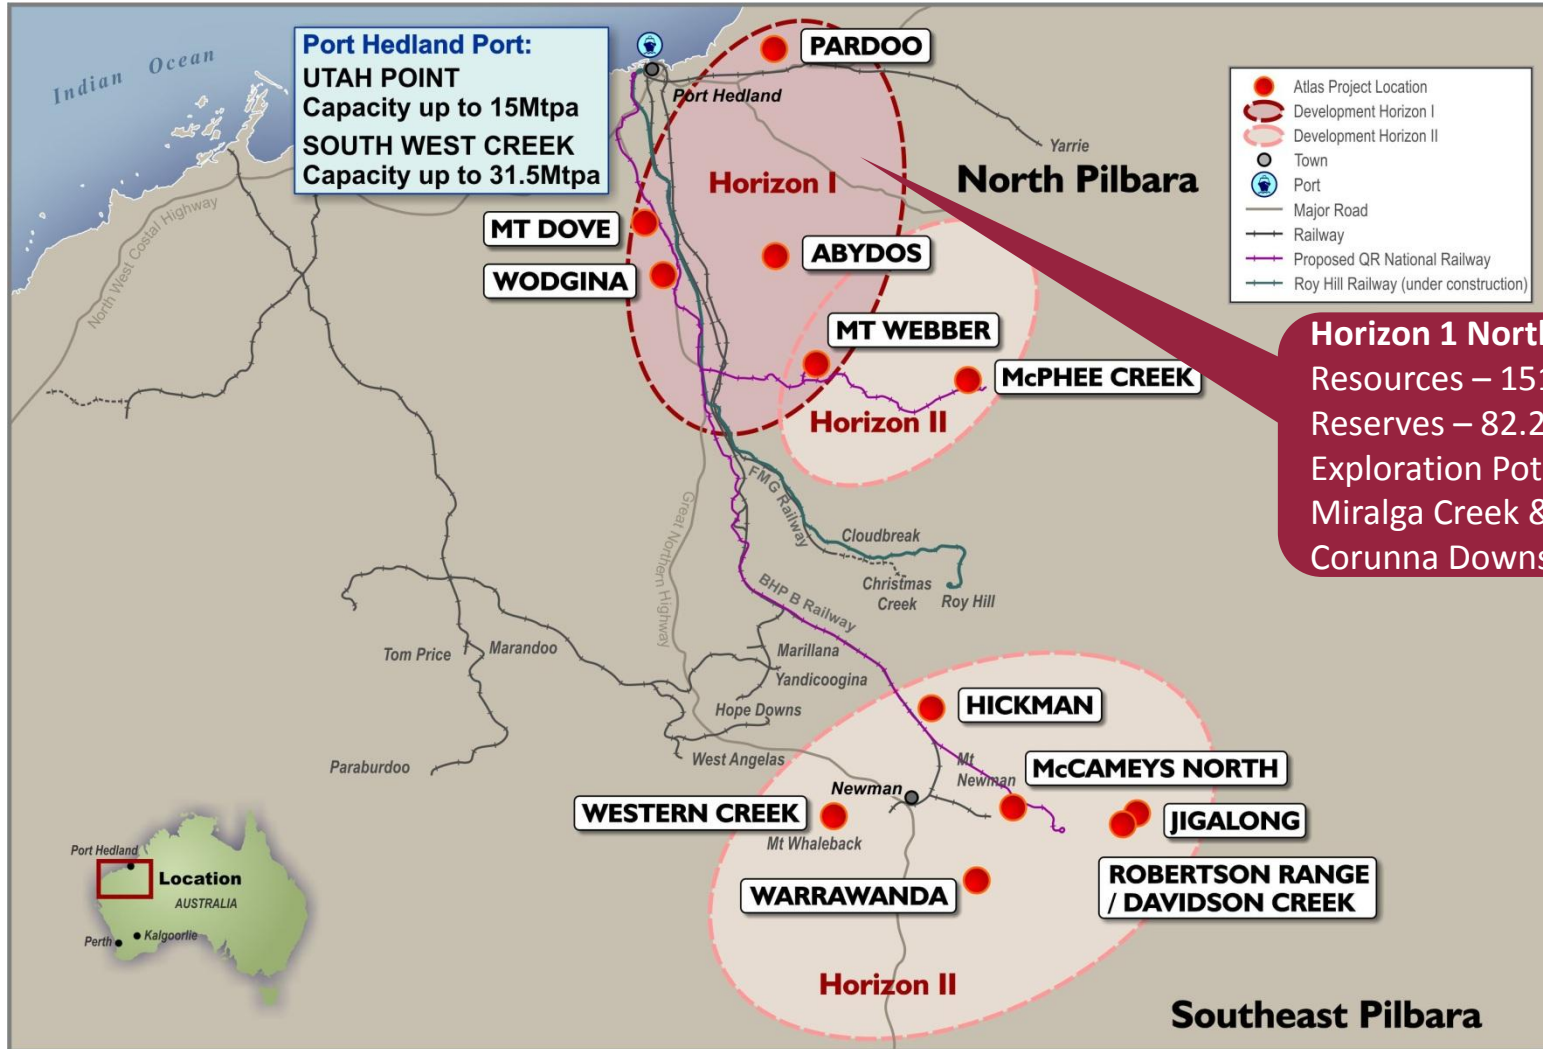 Indian Ocean
Port Hedland Port:
UTAH POINT
Capacity up to 15Mtpa
SOUTH WEST CREEK
Capacity up to 31.5Mtpa
PARDOO
Port Hedland
Yarrie
Horizon I
North Pilbara
Atlas Project Location
Development Horizon I
Development Horizon II
Town
Port
Major Road
Railway
Proposed QR National Railway
Roy Hill Railway (under construction)
North West Costal Highway
MT DOVE
ABYDOS
WODGINA
MT WEBBER
McPHEE CREEK
Horizon II
Horizon 1 North
Resources – 151
Reserves – 82.2
Exploration Pot
Miralga Creek &
Corunna Downs
FMG Railway
Great Northern Highway
Cloudbreak
Christmas
Creek
Roy Hill
BHP B Railway
Tom Price
Marandoo
Marillana
Yandicoogina
Hope Downs
West Angelas
Paraburdoo
HICKMAN
Mt
Newman
McCAMEYS NORTH
Newman
WESTERN CREEK
Mt Whaleback
JIGALONG
WARRAWANDA
ROBERTSON RANGE
/ DAVIDSON CREEK
Horizon II
Southeast Pilbara
Port Hedland
Location
AUSTRALIA
Perth
Kalgoorlie